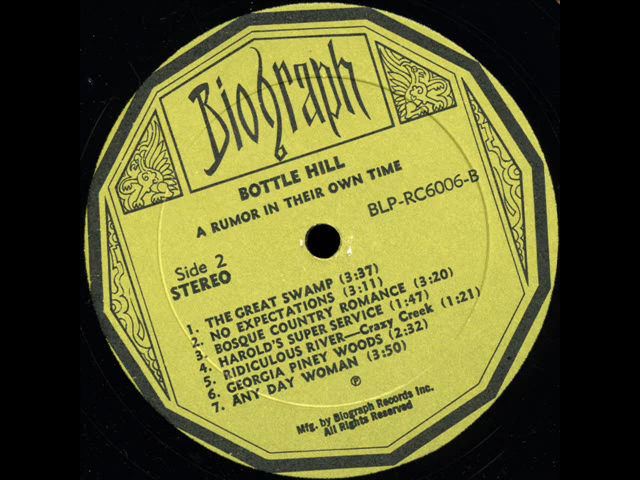 Biograph
BOTTLE HILL
A RUMOR IN THEIR OWN TIME
BLP-RC6006-B
Side 2
STEREO
1. THE GREAT SWAMP (3:37)
2. NO EXPECTATIONS (3:11)
3. BOSQUE COUNTRY ROMANCE (3:20)
4. HAROLD'S SUPER SERVICE (1:47)
5. RIDICULOUS RIVER—Crazy Creek (1:21)
6. GEORGIA PINEY WOODS (2:32)
7. ANY DAY WOMAN (3:50)
℗
Mfg. by Biograph Records Inc.
All Rights Reserved